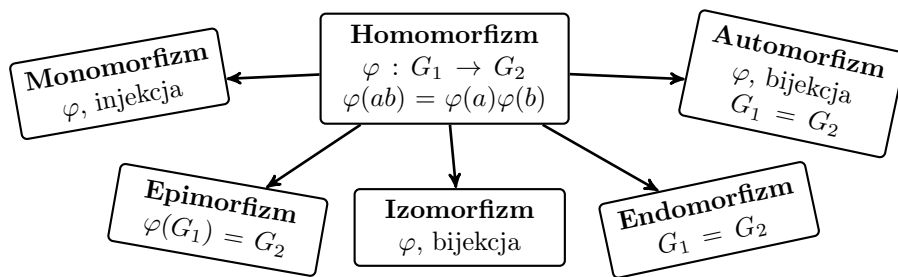 Homomorfizm
φ : G₁ → G₂
φ(ab) = φ(a)φ(b)
Monomorfizm
φ, injekcja
Automorfizm
φ, bijekcja
G₁ = G₂
Epimorfizm
φ(G₁) = G₂
Izomorfizm
φ, bijekcja
Endomorfizm
G₁ = G₂